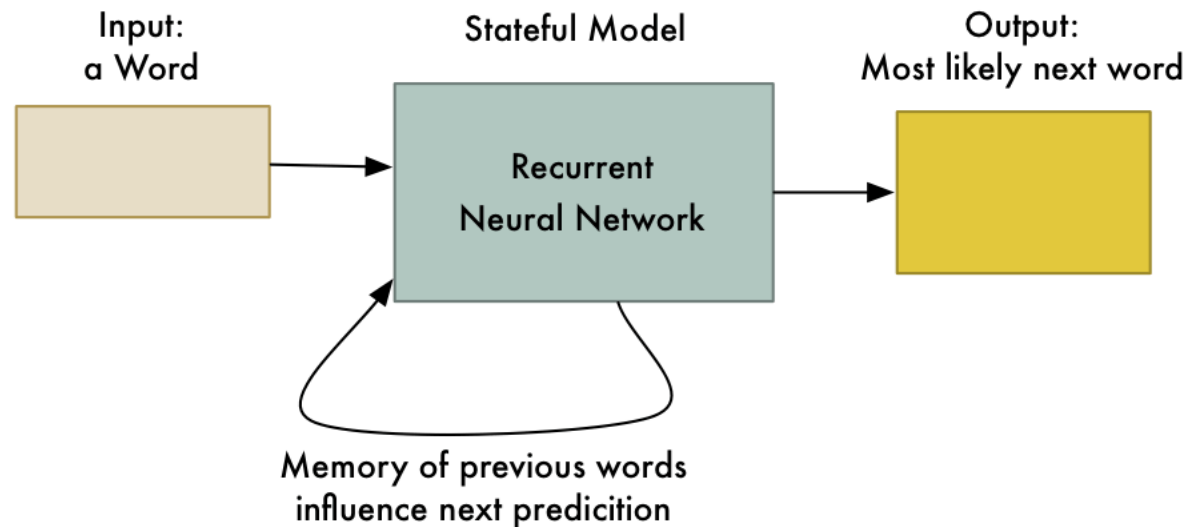 Input:
a Word
Stateful Model
Output:
Most likely next word
Recurrent
Neural Network
Memory of previous words
influence next predicition